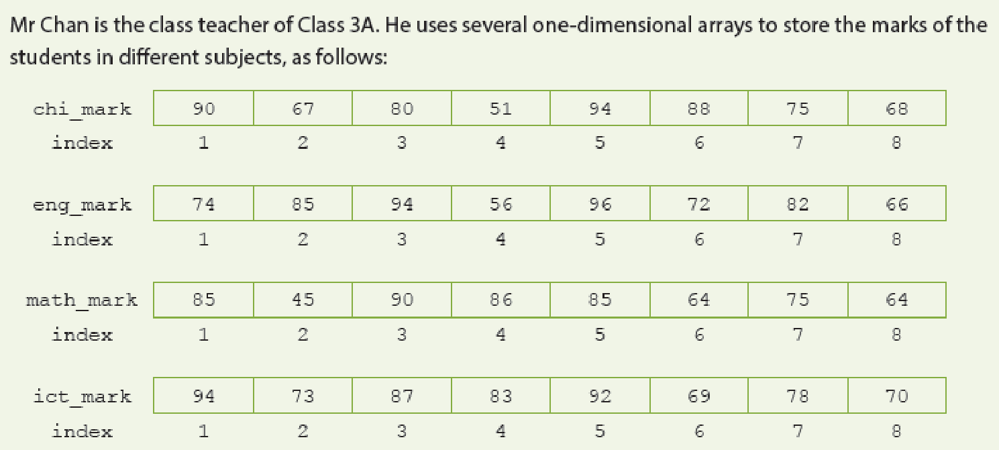 Mr Chan is the class teacher of Class 3A. He uses several one-dimensional arrays to store the marks of the
students in different subjects, as follows:
chi_mark 90 67 80 51 94 88 75 68
index 1 2 3 4 5 6 7 8
eng_mark 74 85 94 56 96 72 82 66
index 1 2 3 4 5 6 7 8
math_mark 85 45 90 86 85 64 75 64
index 1 2 3 4 5 6 7 8
ict_mark 94 73 87 83 92 69 78 70
index 1 2 3 4 5 6 7 8